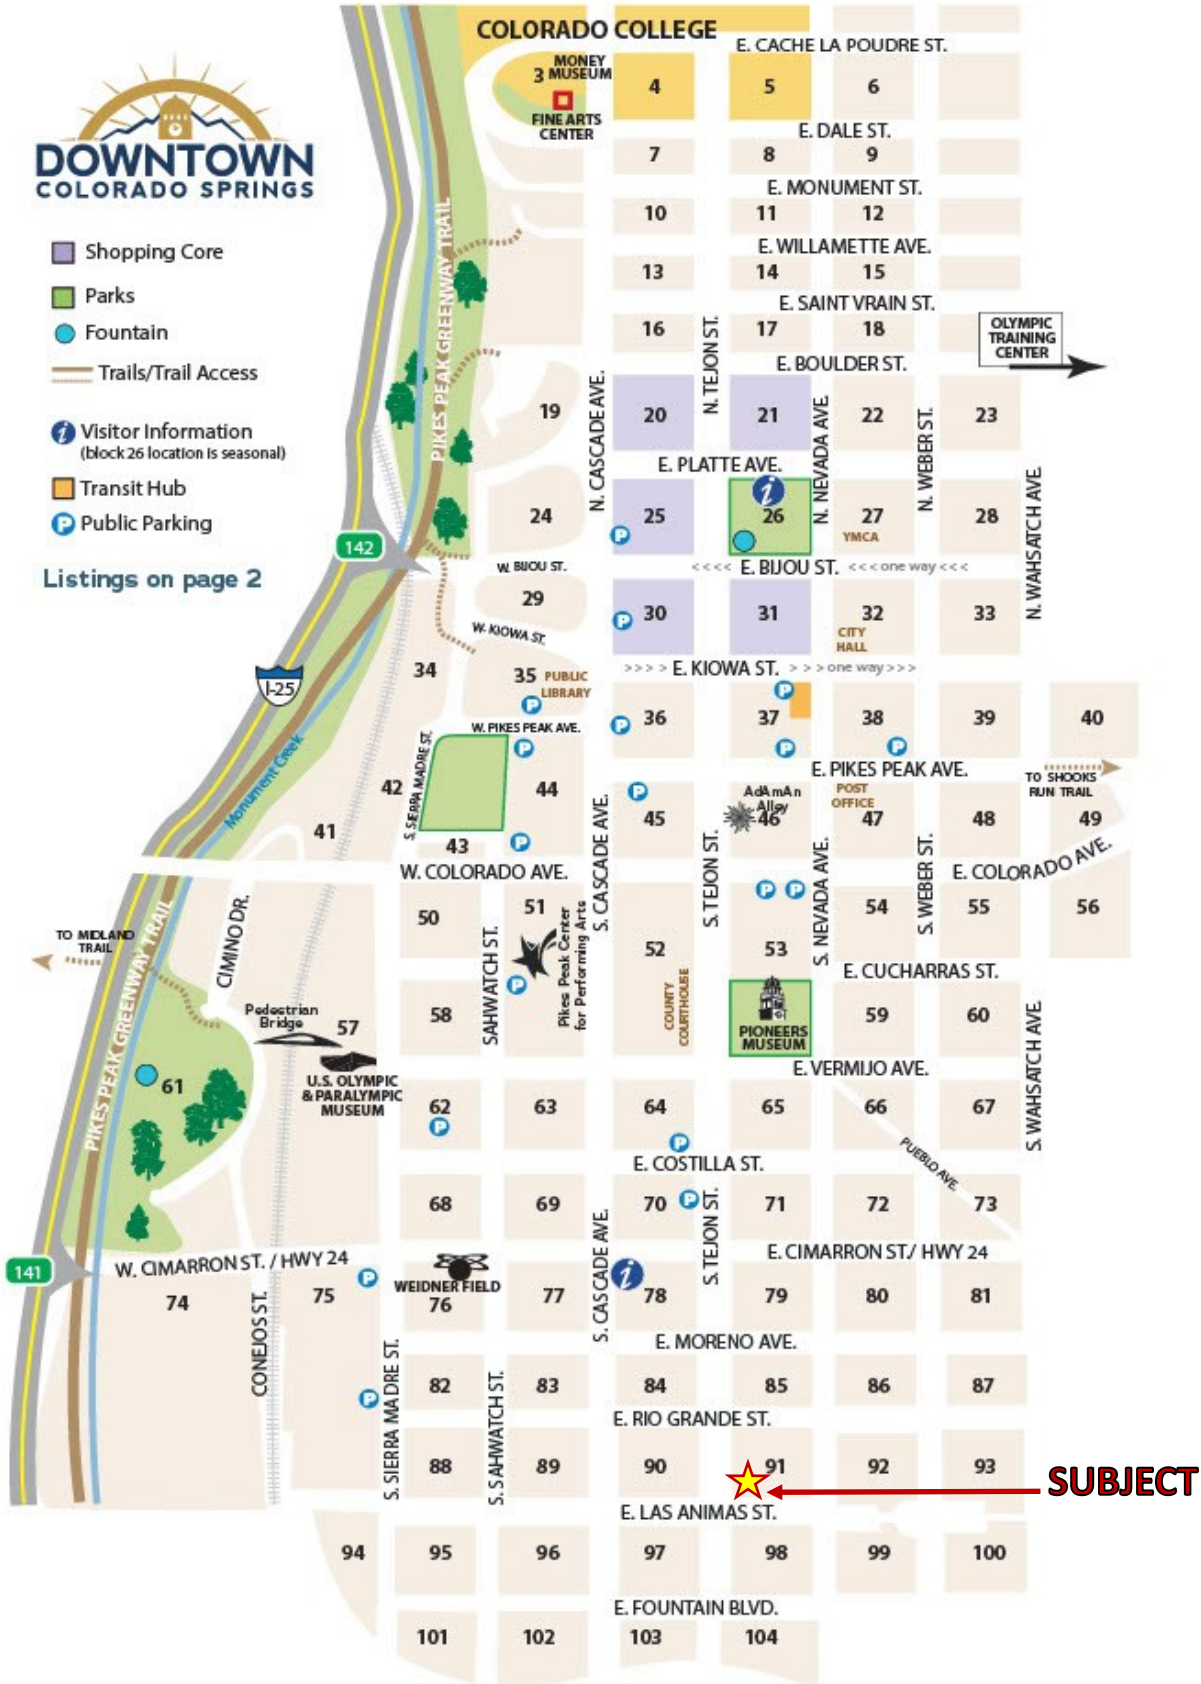 COLORADO COLLEGE
E. CACHE LA POUDRE ST.
MONEY
3 MUSEUM
FINE ARTS
CENTER
4
5
6
E. DALE ST.
DOWNTOWN
COLORADO SPRINGS
7
8
9
E. MONUMENT ST.
10
11
12
E. WILLAMETTE AVE.
Shopping Core
Parks
Fountain
Trails/Trail Access
Visitor Information
(block 26 location is seasonal)
Transit Hub
P Public Parking
Listings on page 2
PIKES PEAK GREENWAY TRAIL
13
14
15
E. SAINT VRAIN ST.
16
17
18
N. TEJON ST.
OLYMPIC
TRAINING
CENTER
E. BOULDER ST.
19
N. CASCADE AVE.
20
21
N. NEVADA AVE.
22
N. WEBER ST.
23
E. PLATTE AVE.
24
25
P
i
26
27
YMCA
28
N. WAHSATCH AVE.
142
W. BIJOU ST.
<<<< E. BIJOU ST. <<<one way<<<
29
P
30
31
32
CITY
HALL
33
W. KIOWA ST.
>>>> E. KIOWA ST. >>>one way>>>
I-25
34
35 PUBLIC
LIBRARY
P
P
36
P
37
P
38
P
39
40
W. PIKES PEAK AVE.
E. PIKES PEAK AVE.
S. SIERRA MADRE ST.
Monument Creek
P
42
44
P
AdAmAn
Alley
POST
OFFICE
TO SHOOKS
RUN TRAIL
41
43
P
S. CASCADE AVE.
45
S. TEJON ST.
46
S. NEVADA AVE.
47
S. WEBER ST.
48
49
W. COLORADO AVE.
E. COLORADO AVE.
PIKES PEAK GREENWAY TRAIL
TO MIDLAND
TRAIL
CIMINO DR.
50
SAHWATCH ST.
51
Pikes Peak Center
for Performing Arts
P
52
COUNTY
COURTHOUSE
P
P
53
54
55
56
E. CUCHARRAS ST.
Pedestrian
Bridge
57
58
PIONEERS
MUSEUM
59
60
S. WAHSATCH AVE.
E. VERMIJO AVE.
U.S. OLYMPIC
& PARALYMPIC
MUSEUM
61
62
P
63
64
P
65
66
67
PUEBLO AVE.
E. COSTILLA ST.
68
69
S. CASCADE AVE.
70
P
S. TEJON ST.
71
72
73
141
W. CIMARRON ST. / HWY 24
E. CIMARRON ST./ HWY 24
74
CONEJOS ST.
75
P
WEIDNER FIELD
76
77
i
78
79
80
81
E. MORENO AVE.
P
S. SIERRA MADRE ST.
82
S. SAHWATCH ST.
83
84
85
86
87
E. RIO GRANDE ST.
88
89
90
91
92
93
SUBJECT
E. LAS ANIMAS ST.
94
95
96
97
98
99
100
E. FOUNTAIN BLVD.
101
102
103
104